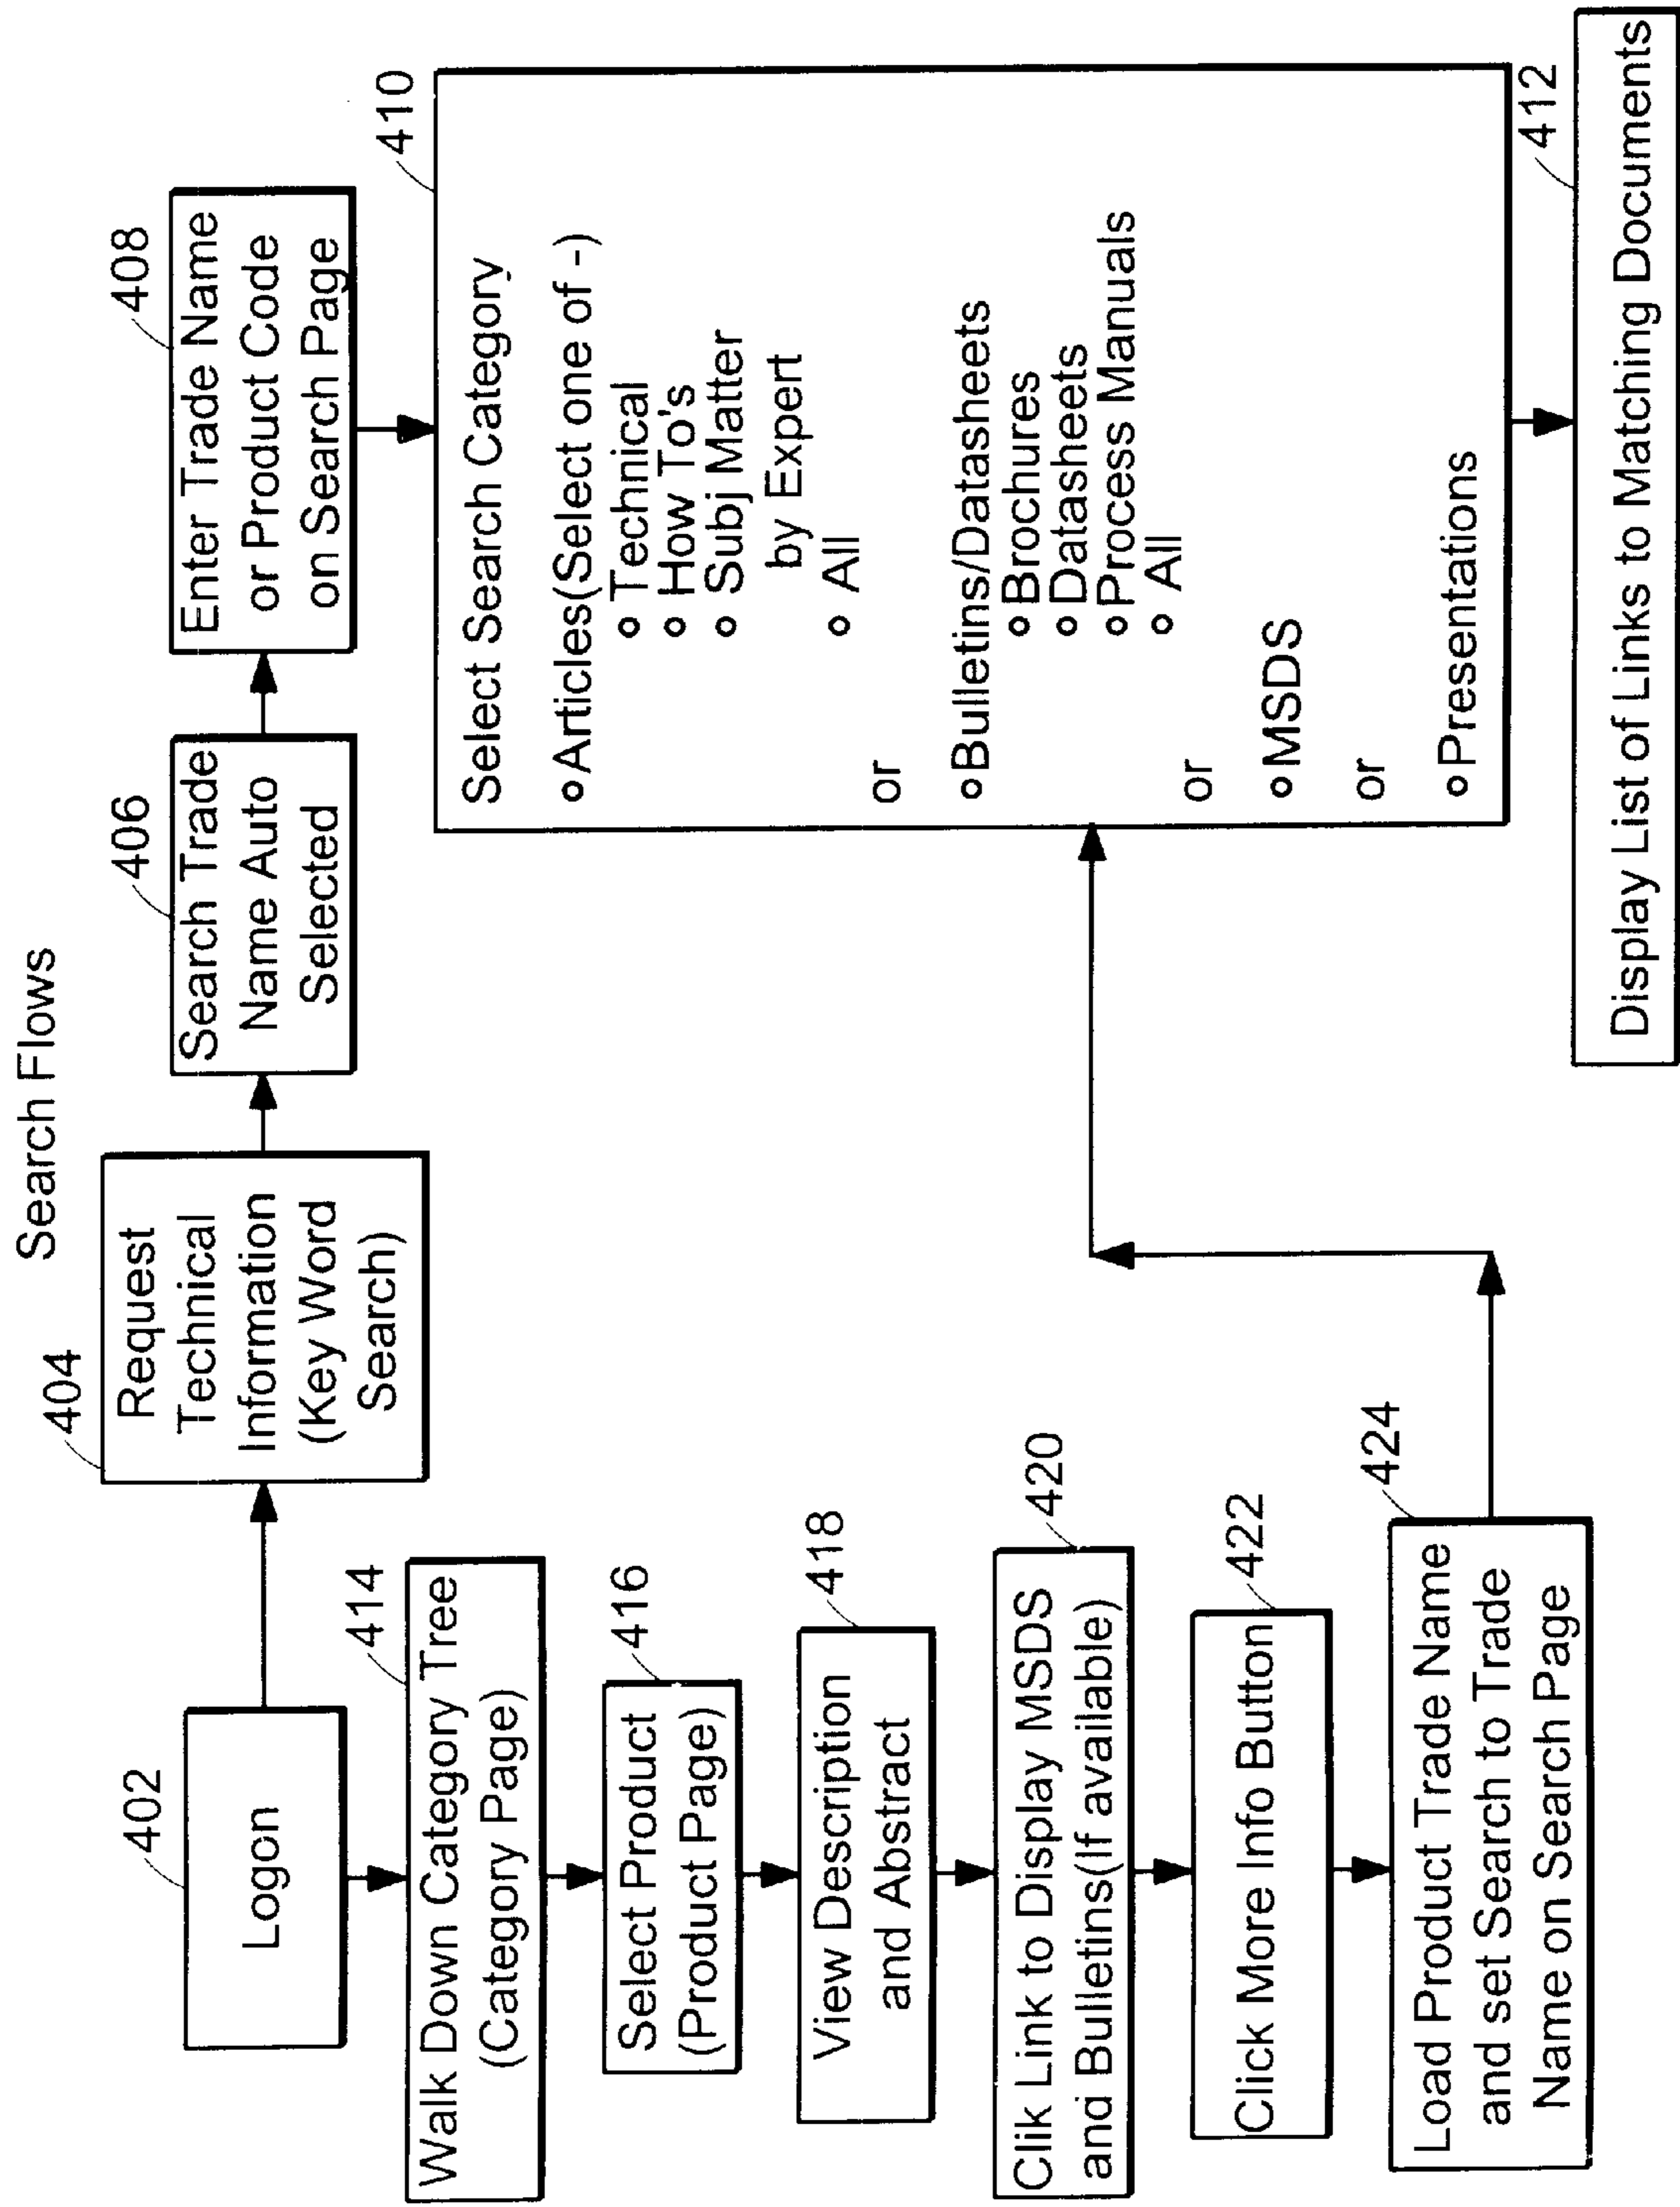 Search Flows
402
Logon
404
Request
Technical
Information
(Key Word
Search)
406
Search Trade
Name Auto
Selected
408
Enter Trade Name
or Product Code
on Search Page
410
Select Search Category
Articles(Select one of -)
Technical
How To's
Subj Matter
by Expert
All
or
Bulletins/Datasheets
Brochures
Datasheets
Process Manuals
All
or
MSDS
or
Presentations
412
Display List of Links to Matching Documents
414
Walk Down Category Tree
(Category Page)
416
Select Product
(Product Page)
418
View Description
and Abstract
420
Clik Link to Display MSDS
and Bulletins(If available)
422
Click More Info Button
424
Load Product Trade Name
and set Search to Trade
Name on Search Page